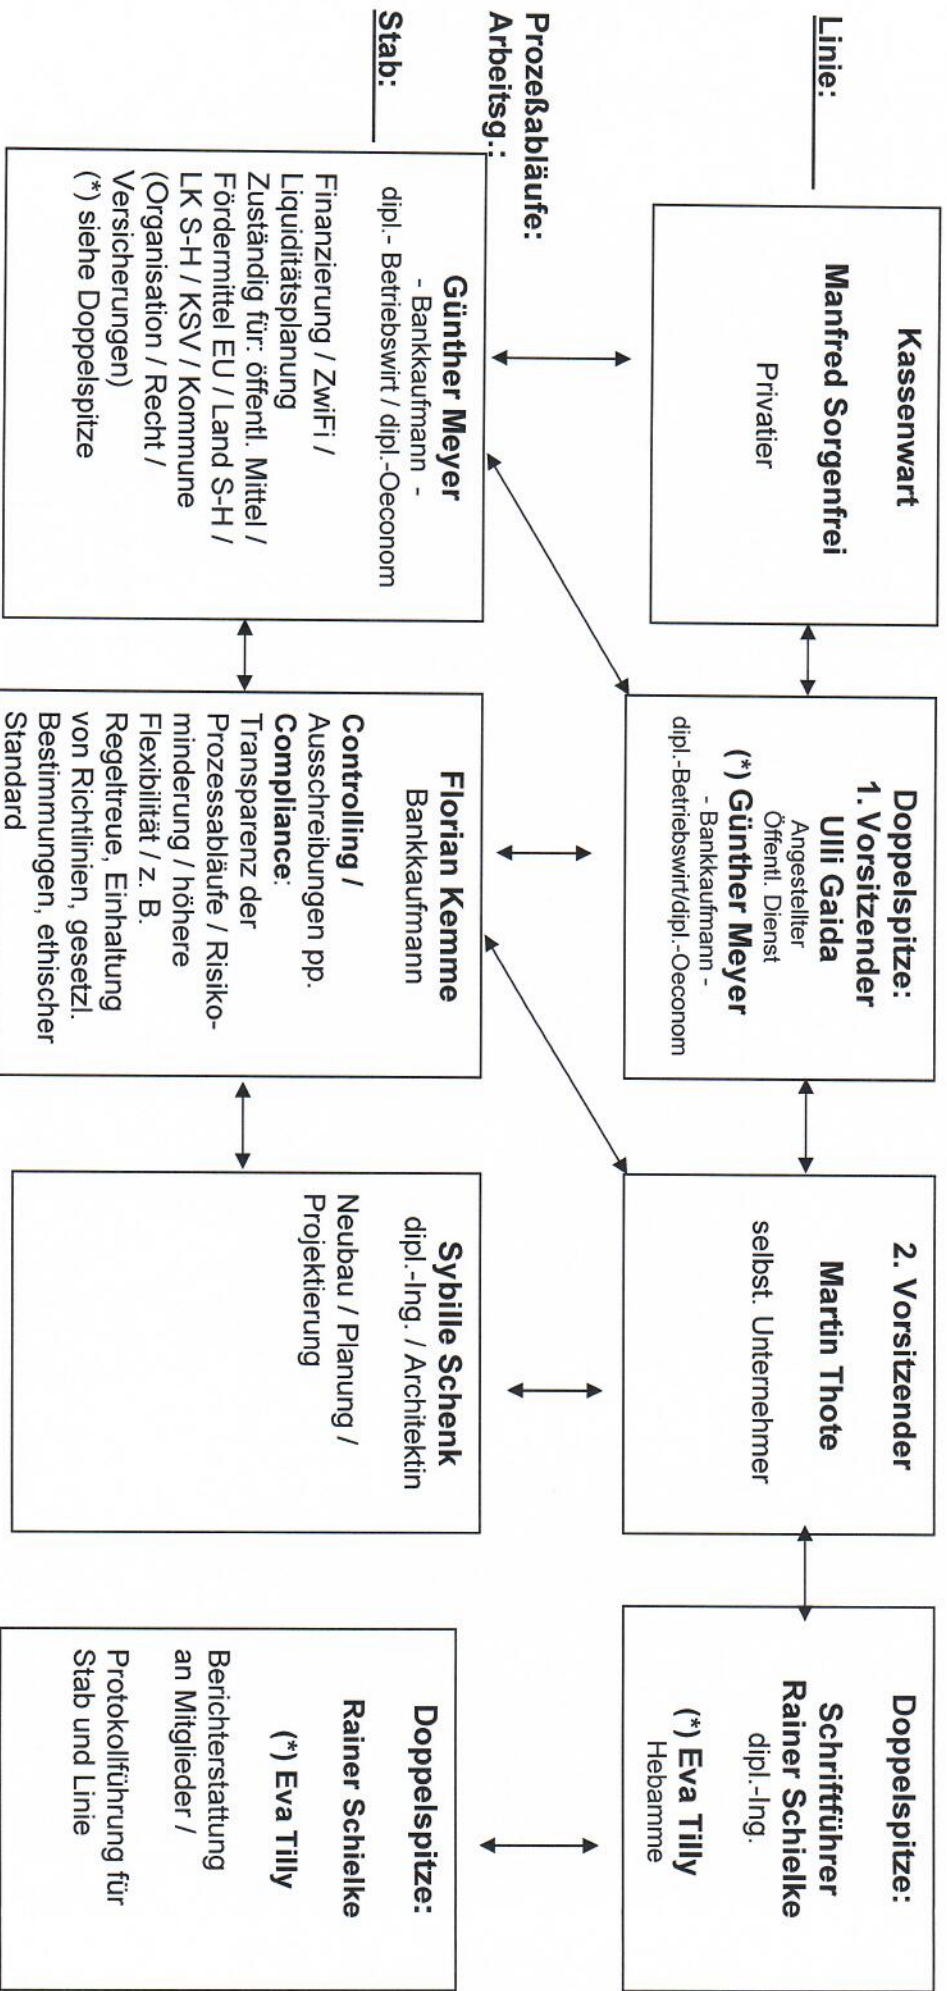 Linie:
Kassenwart
Manfred Sorgenfrei
Privatier
Doppelspitze:
1. Vorsitzender
Ulli Gaida
Angestellter
Öffentl. Dienst
(*) Günther Meyer
- Bankkaufmann -
dipl.-Betriebswirt/dipl.-Oeconom
2. Vorsitzender
Martin Thote
selbst. Unternehmer
Doppelspitze:
Schriftführer
Rainer Schielke
dipl.-Ing.
(*) Eva Tilly
Hebamme
Prozeßabläufe:
Arbeitsg.:
Stab:
Günther Meyer
- Bankkaufmann -
dipl.- Betriebswirt / dipl.-Oeconom
Finanzierung / ZwiFi /
Liquiditätsplanung
Zuständig für: öffentl. Mittel /
Fördermittel EU / Land S-H /
LK S-H / KSV / Kommune
(Organisation / Recht /
Versicherungen)
(*) siehe Doppelspitze
Florian Kemme
Bankkaufmann
Controlling /
Ausschreibungen pp.
Compliance:
Transparenz der
Prozessabläufe / Risiko-
minderung / höhere
Flexibilität / z. B.
Regeltreue, Einhaltung
von Richtlinien, gesetzl.
Bestimmungen, ethischer
Standard
Sybille Schenk
dipl.-Ing. / Architektin
Neubau / Planung /
Projektierung
Doppelspitze:
Rainer Schielke
(*) Eva Tilly
Berichterstattung
an Mitglieder /
Protokollführung für
Stab und Linie